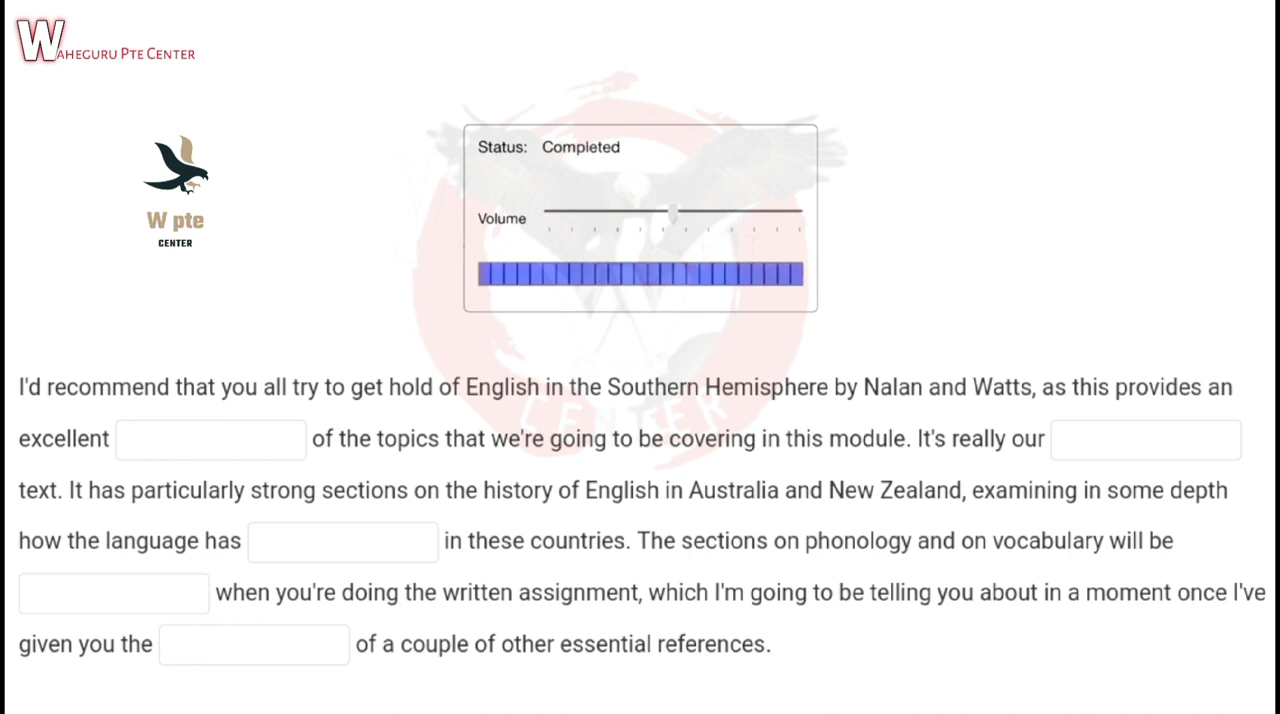 WAHEGURU PTE CENTER
W pte
CENTER
Status: Completed
Volume
CENTER
I'd recommend that you all try to get hold of English in the Southern Hemisphere by Nalan and Watts, as this provides an
excellent of the topics that we're going to be covering in this module. It's really our
text. It has particularly strong sections on the history of English in Australia and New Zealand, examining in some depth
how the language has in these countries. The sections on phonology and on vocabulary will be
when you're doing the written assignment, which I'm going to be telling you about in a moment once I've
given you the of a couple of other essential references.